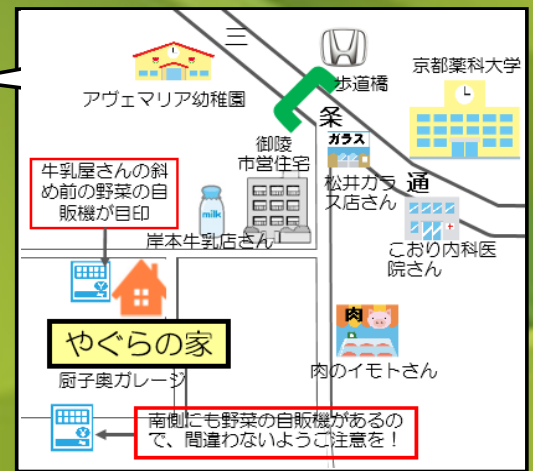 三
条
通
歩道橋
京都薬科大学
アヴェマリア幼稚園
ガラス
松井ガラ
ス店さん
御陵
市営住宅
牛乳屋さんの斜
め前の野菜の自
販機が目印
milk
岸本牛乳店さん
こおり内科医
院さん
やぐらの家
肉
肉のイモトさん
厨子奥ガレージ
南側にも野菜の自販機があるの
で、間違わないようご注意を！